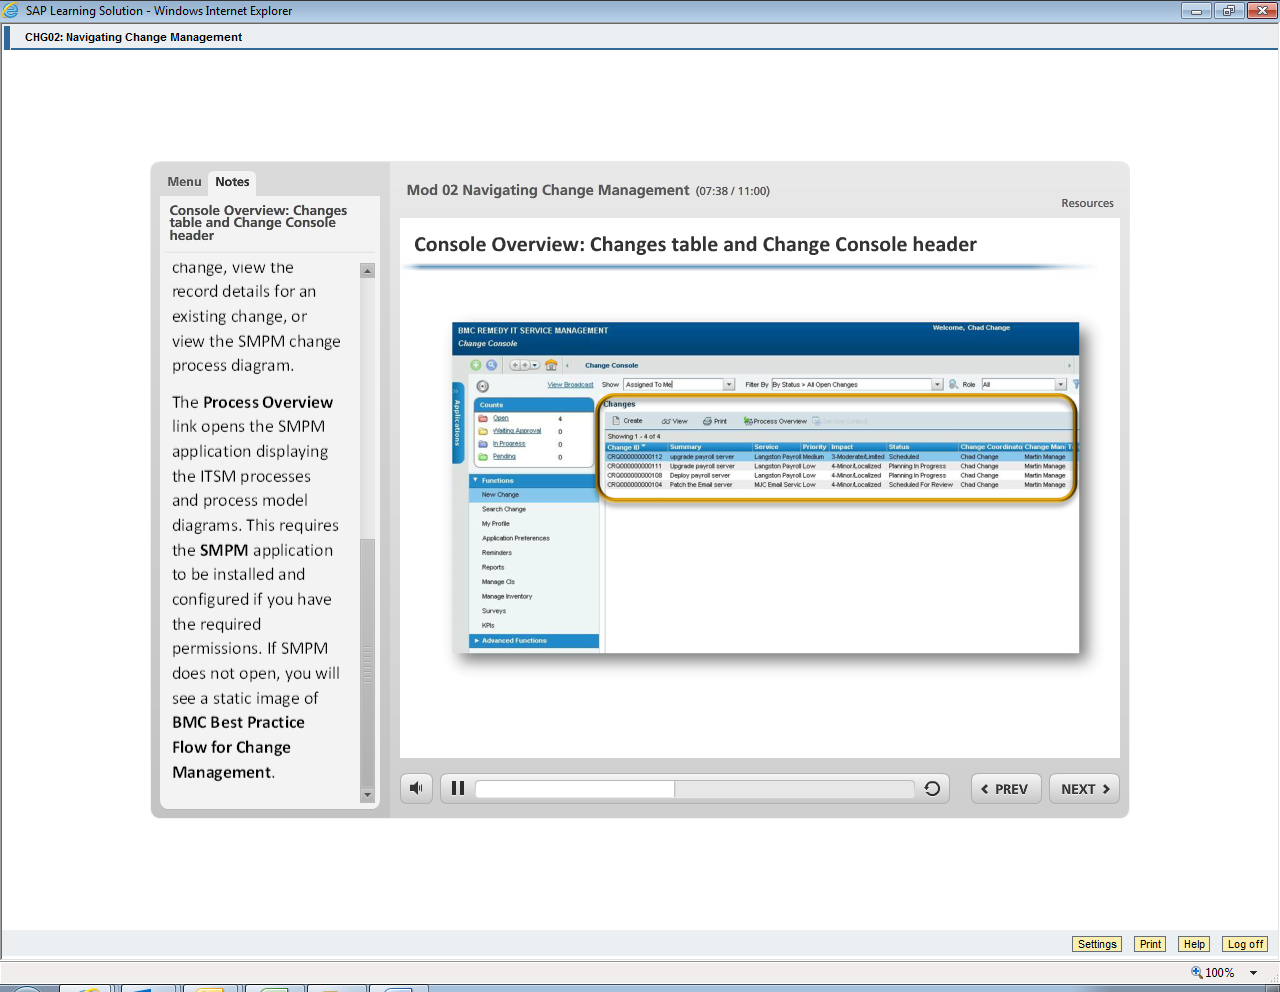 SAP Learning Solution - Windows Internet Explorer
CHG02: Navigating Change Management
Menu
Notes
Console Overview: Changes
table and Change Console
header
change, view the
record details for an
existing change, or
view the SMPM change
process diagram.
The Process Overview
link opens the SMPM
application displaying
the ITSM processes
and process model
diagrams. This requires
the SMPM application
to be installed and
configured if you have
the required
permissions. If SMPM
does not open, you will
see a static image of
BMC Best Practice
Flow for Change
Management.
Mod 02 Navigating Change Management (07:38 / 11:00)
Resources
Console Overview: Changes table and Change Console header
BMC REMEDY IT SERVICE MANAGEMENT
Welcome, Chad Change
Change Console
Change Console
View Broadcast Show Assigned To Me Filter By By Status > All Open Changes Role All
Applications
Counts
Open 4
Waiting Approval 0
In Progress 0
Pending 0
Functions
New Change
Search Change
My Profile
Application Preferences
Reminders
Reports
Manage CIs
Manage Inventory
Surveys
KPIs
Advanced Functions
Changes
Create View Print Process Overview
Showing 1 - 4 of 4
Change ID Summary Service Priority Impact Status Change Coordinato Change Man
CRQ000000000112 upgrade payroll server Langston Payroll Medium 3-Moderate/Limited Scheduled Chad Change Martin Manage
CRQ000000000111 Upgrade payroll server Langston Payroll Low 4-Minor/Localized Planning In Progress Chad Change Martin Manage
CRQ000000000108 Deploy payroll server Langston Payroll Low 4-Minor/Localized Planning In Progress Chad Change Martin Manage
CRQ000000000104 Patch the Email server MJC Email Servic Low 4-Minor/Localized Scheduled For Review Chad Change Martin Manage
PREV
NEXT
Settings
Print
Help
Log off
100%